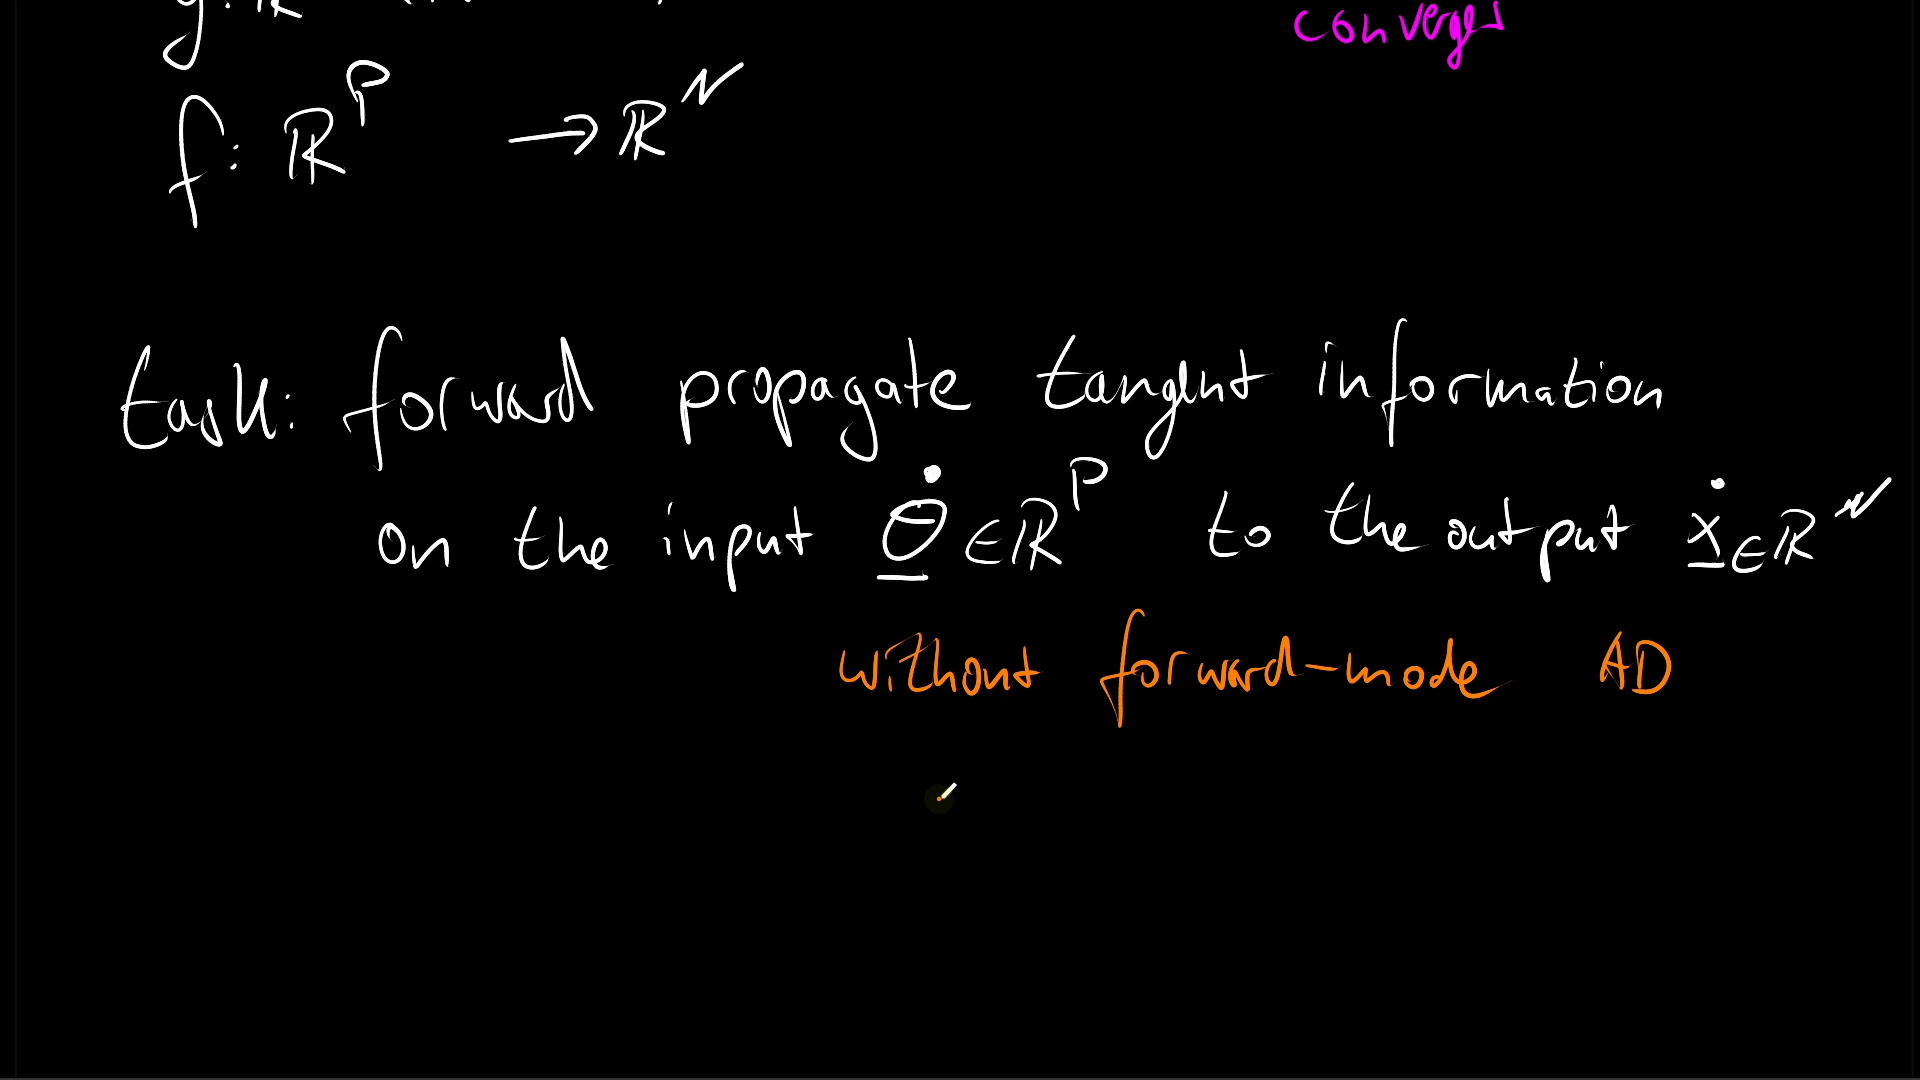 converges
f: ℝ^P → ℝ^N
task: forward propagate tangent information
on the input θ̲̇ ∈ ℝ^P to the output ẋ̲ ∈ ℝ^N
without forward-mode AD